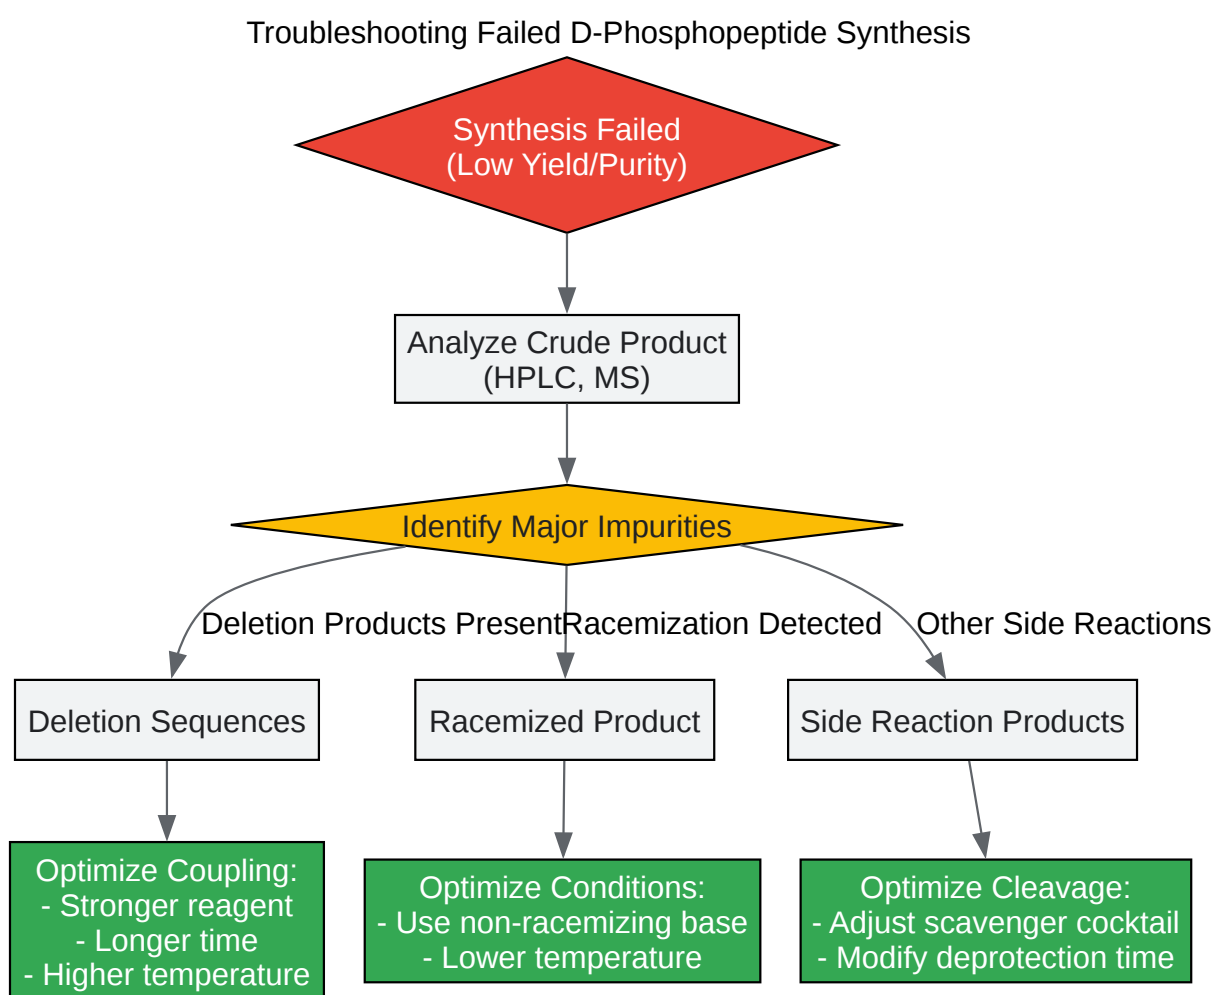 Troubleshooting Failed D-Phosphopeptide Synthesis
Synthesis Failed
(Low Yield/Purity)
Analyze Crude Product
(HPLC, MS)
Identify Major Impurities
Deletion Products Present
Racemization Detected
Other Side Reactions
Deletion Sequences
Racemized Product
Side Reaction Products
Optimize Coupling:
- Stronger reagent
- Longer time
- Higher temperature
Optimize Conditions:
- Use non-racemizing base
- Lower temperature
Optimize Cleavage:
- Adjust scavenger cocktail
- Modify deprotection time